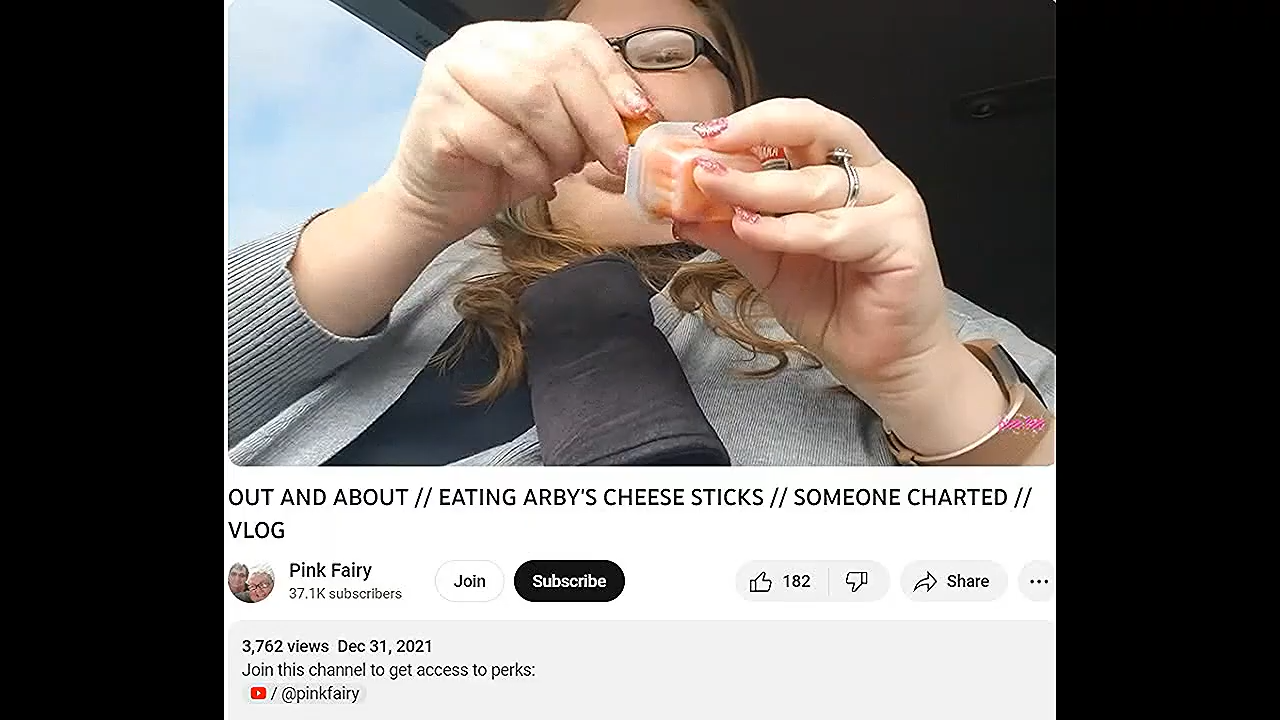 OUT AND ABOUT // EATING ARBY'S CHEESE STICKS // SOMEONE CHARTED //
VLOG
Pink Fairy
37.1K subscribers
Join
Subscribe
182
Share
3,762 views Dec 31, 2021
Join this channel to get access to perks:
/ @pinkfairy